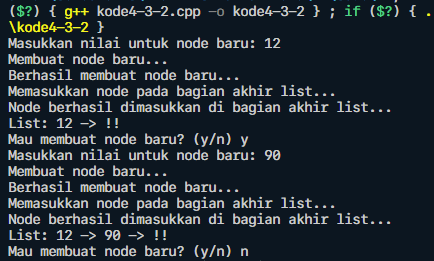 ($?) { g++ kode4-3-2.cpp -o kode4-3-2 } ; if ($?) { .
\kode4-3-2 }
Masukkan nilai untuk node baru: 12
Membuat node baru...
Berhasil membuat node baru...
Memasukkan node pada bagian akhir list...
Node berhasil dimasukkan di bagian akhir list...
List: 12 -> !!
Mau membuat node baru? (y/n) y
Masukkan nilai untuk node baru: 90
Membuat node baru...
Berhasil membuat node baru...
Memasukkan node pada bagian akhir list...
Node berhasil dimasukkan di bagian akhir list...
List: 12 -> 90 -> !!
Mau membuat node baru? (y/n) n